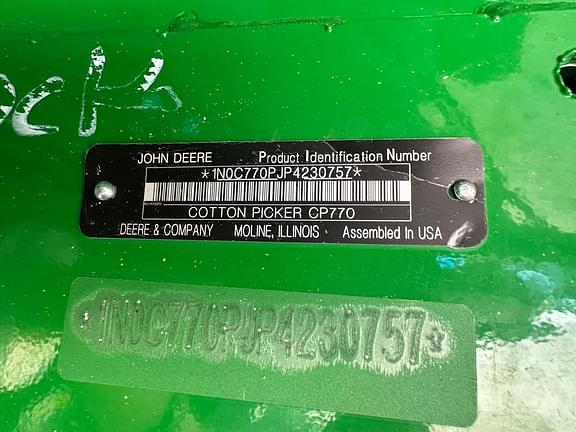 JOHN DEERE Product Identification Number
*1N0C770PJP4230757*
COTTON PICKER CP770
DEERE & COMPANY MOLINE, ILLINOIS Assembled In USA
*1N0C770PJP4230757*